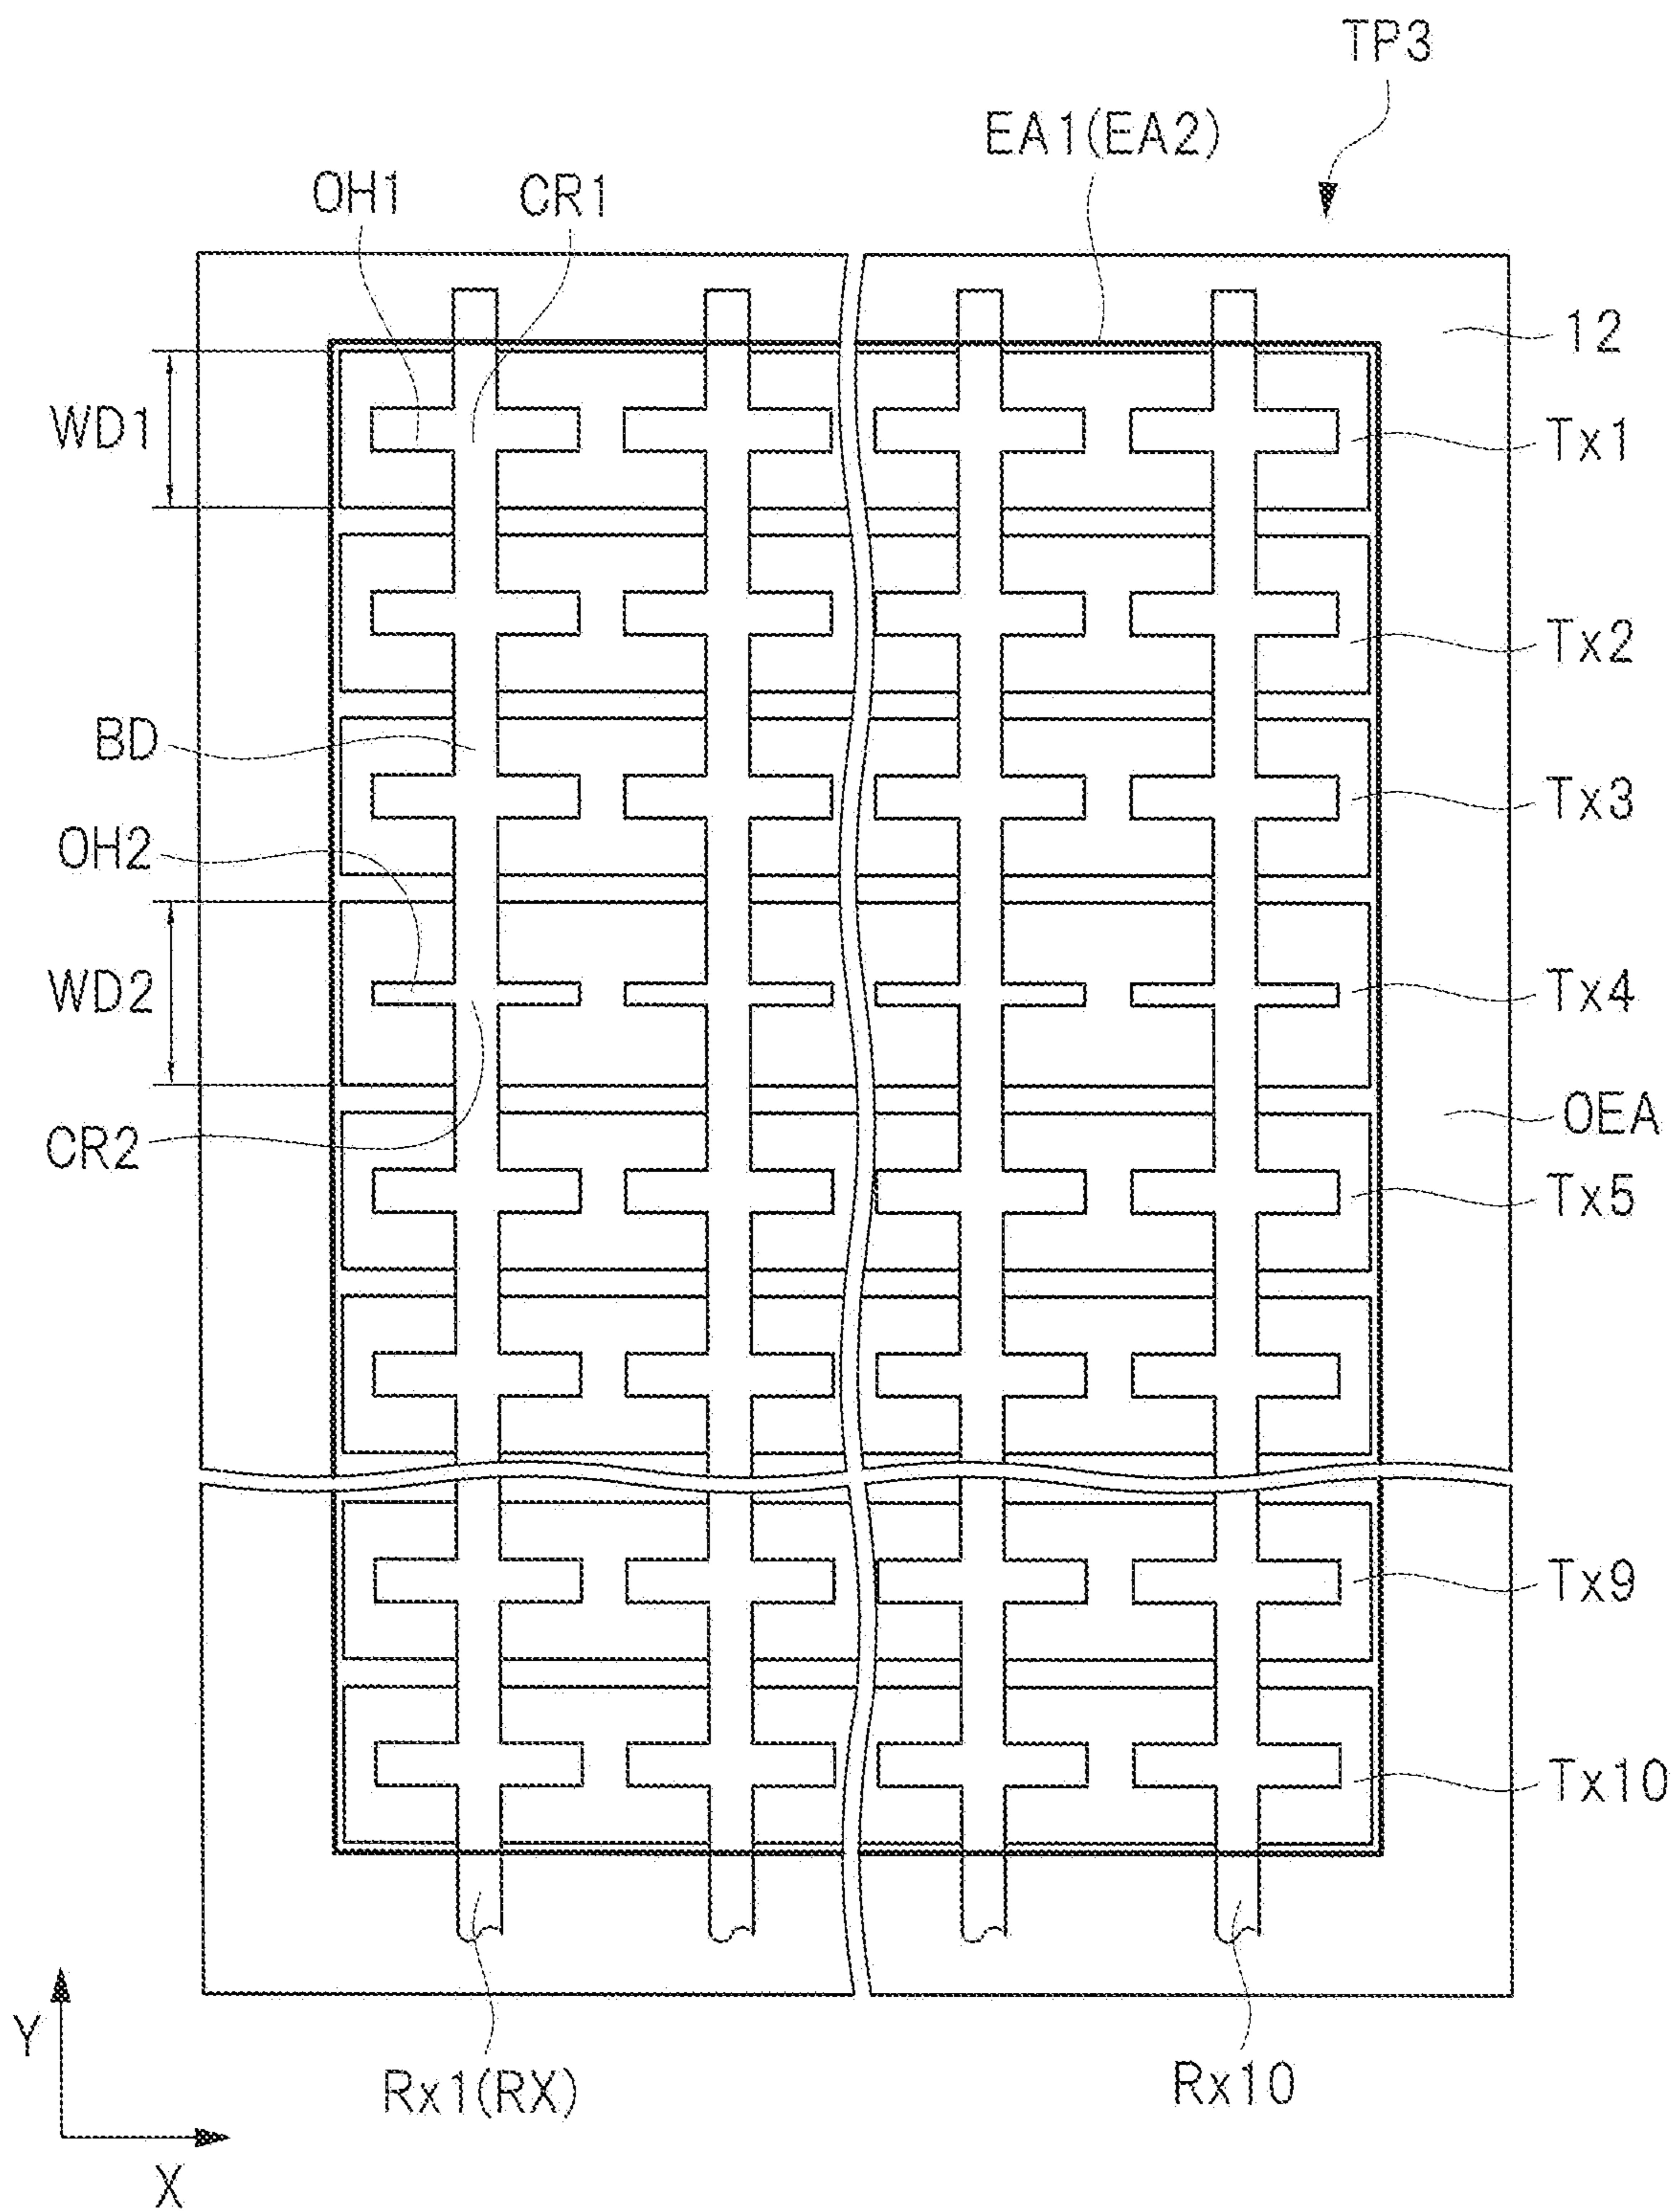 TP3
EA1(EA2)
OH1
CR1
12
WD1
Tx1
Tx2
BD
Tx3
OH2
WD2
Tx4
OEA
CR2
Tx5
Tx9
Tx10
Y
Rx1(RX)
Rx10
X